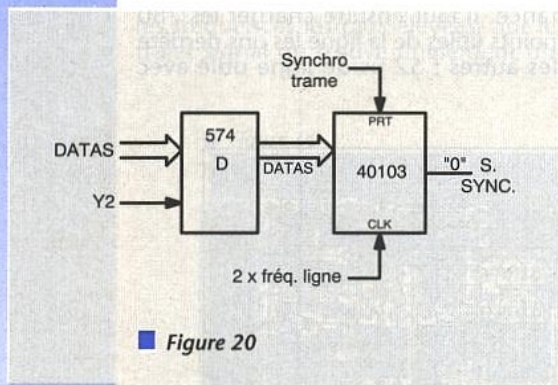 Synchro
trame
PRT
574
D
DATAS
DATAS
40103
"0" S.
SYNC.
Y2
CLK
2 x fréq. ligne
Figure 20